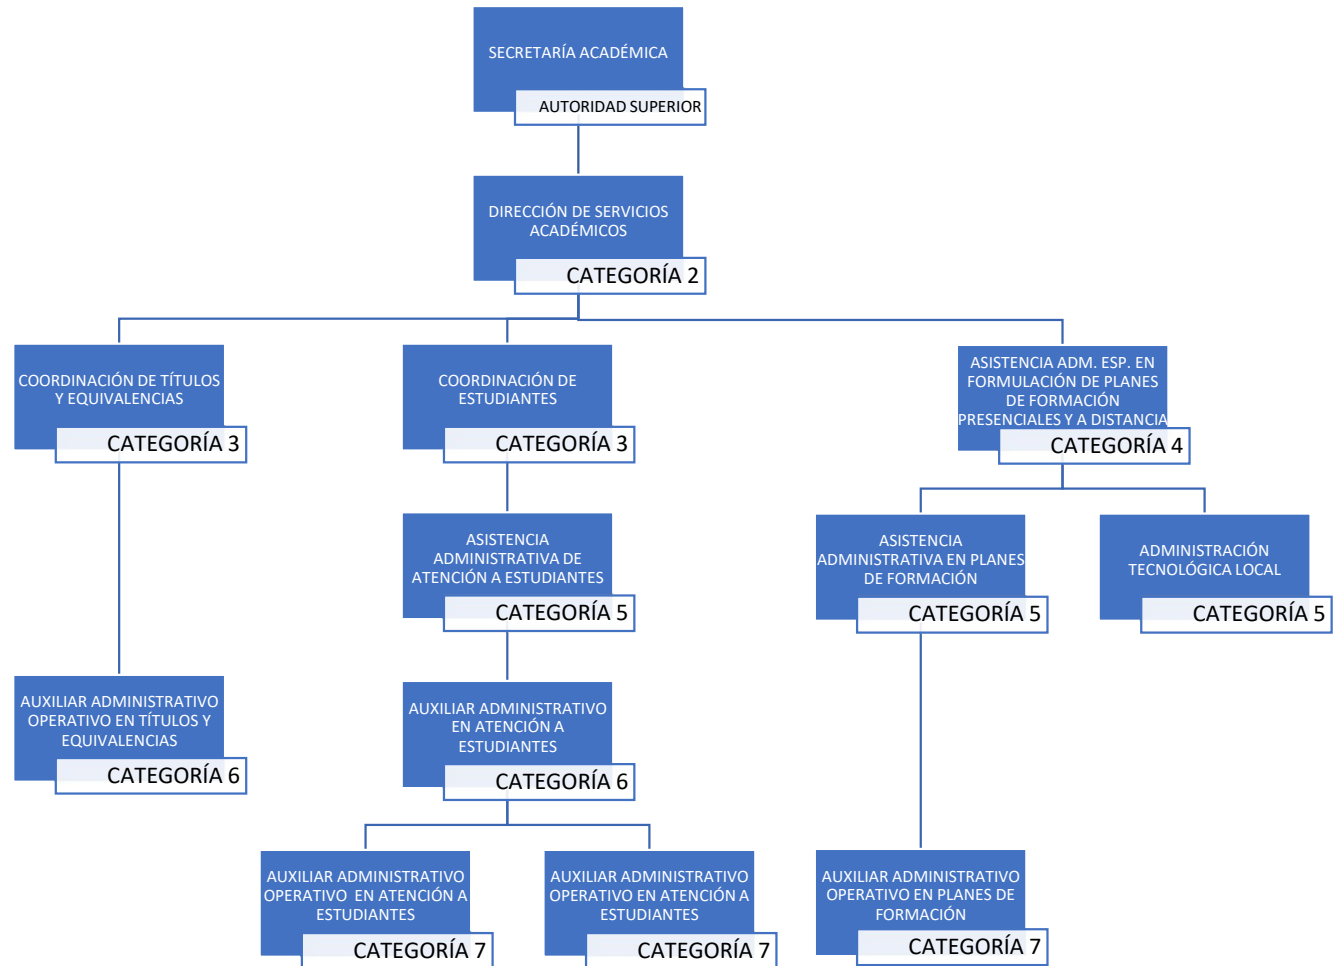 SECRETARÍA ACADÉMICA
AUTORIDAD SUPERIOR
DIRECCIÓN DE SERVICIOS
ACADÉMICOS
CATEGORÍA 2
COORDINACIÓN DE TÍTULOS
Y EQUIVALENCIAS
CATEGORÍA 3
COORDINACIÓN DE
ESTUDIANTES
CATEGORÍA 3
ASISTENCIA ADM. ESP. EN
FORMULACIÓN DE PLANES
DE FORMACIÓN
PRESENCIALES Y A DISTANCIA
CATEGORÍA 4
ASISTENCIA
ADMINISTRATIVA DE
ATENCIÓN A ESTUDIANTES
CATEGORÍA 5
ASISTENCIA
ADMINISTRATIVA EN PLANES
DE FORMACIÓN
CATEGORÍA 5
ADMINISTRACIÓN
TECNOLÓGICA LOCAL
CATEGORÍA 5
AUXILIAR ADMINISTRATIVO
OPERATIVO EN TÍTULOS Y
EQUIVALENCIAS
CATEGORÍA 6
AUXILIAR ADMINISTRATIVO
EN ATENCIÓN A
ESTUDIANTES
CATEGORÍA 6
AUXILIAR ADMINISTRATIVO
OPERATIVO EN ATENCIÓN A
ESTUDIANTES
CATEGORÍA 7
AUXILIAR ADMINISTRATIVO
OPERATIVO EN ATENCIÓN A
ESTUDIANTES
CATEGORÍA 7
AUXILIAR ADMINISTRATIVO
OPERATIVO EN PLANES DE
FORMACIÓN
CATEGORÍA 7